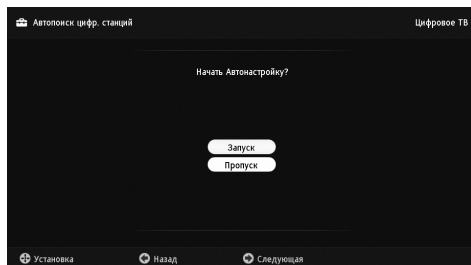 Автопоиск цифр. станций
Цифровое ТВ
Начать Автонастройку?
Запуск
Пропуск
Установка
Назад
Следующая